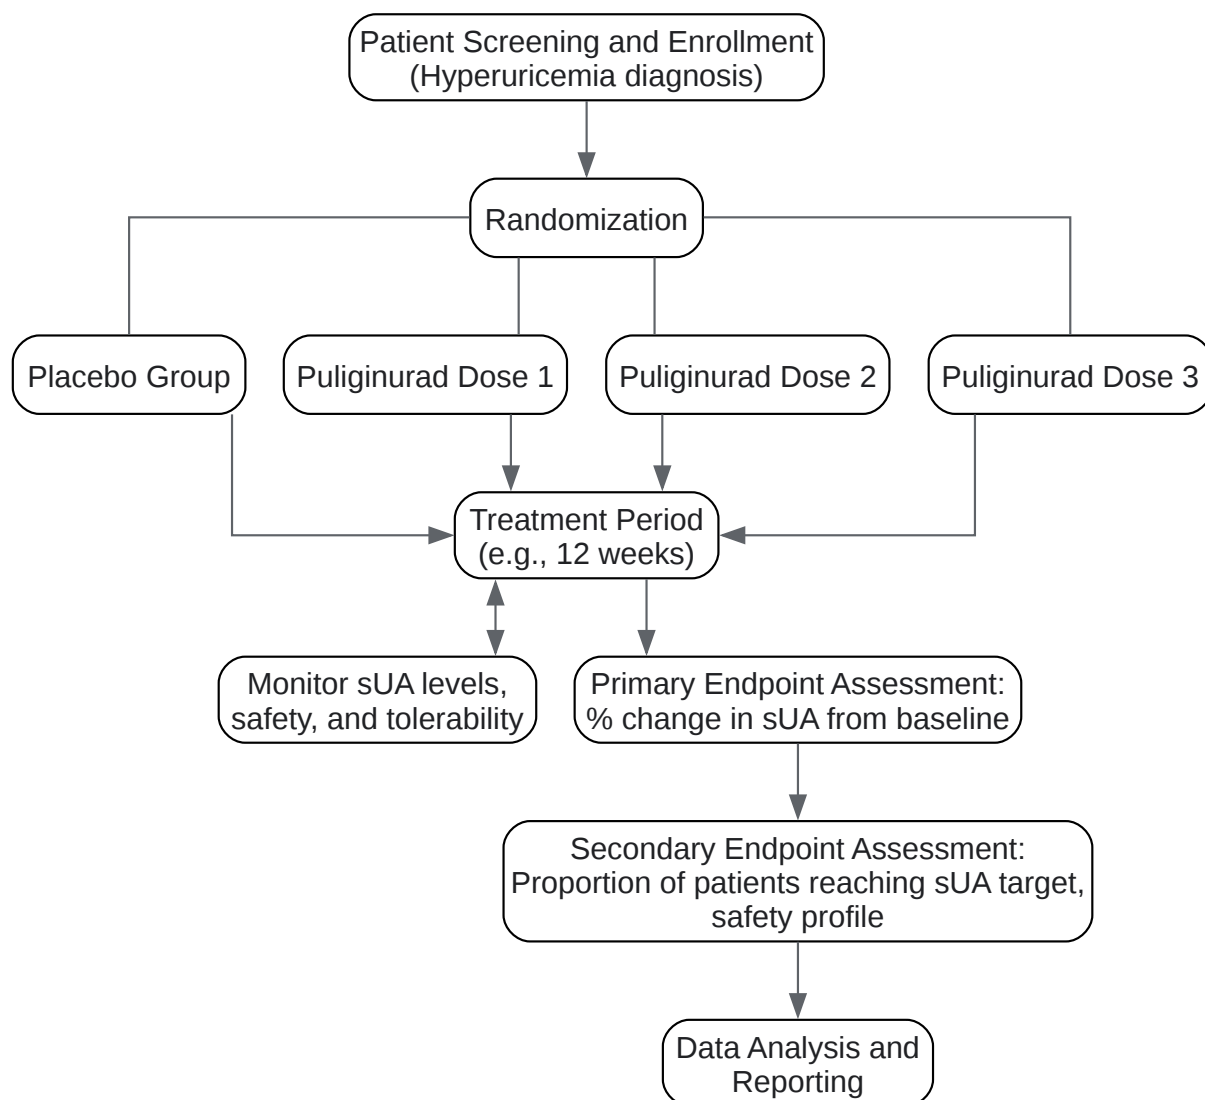 Patient Screening and Enrollment
(Hyperuricemia diagnosis)
Randomization
Placebo Group
Puliginurad Dose 1
Puliginurad Dose 2
Puliginurad Dose 3
Treatment Period
(e.g., 12 weeks)
Monitor sUA levels,
safety, and tolerability
Primary Endpoint Assessment:
% change in sUA from baseline
Secondary Endpoint Assessment:
Proportion of patients reaching sUA target,
safety profile
Data Analysis and
Reporting